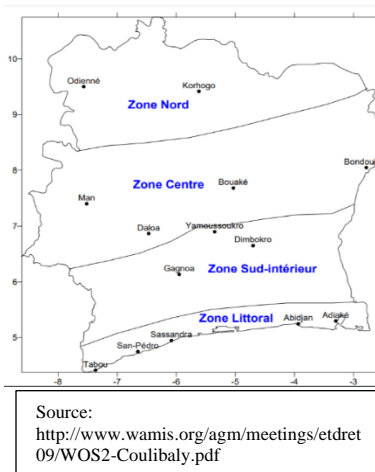 10
Odienné
Korhogo
Zone Nord
9
8
Bondou
Zone Centre
Bouaké
Man
7
Daloa
Yamoussoukro
Dimbokro
Gagnoa
Zone Sud-intérieur
6
Zone Littoral
Abidjan
Adiaké
5
Sassandra
San-Pédro
Tabou
-8
-7
-6
-5
-4
-3
Source:
http://www.wamis.org/agm/meetings/etdret
09/WOS2-Coulibaly.pdf